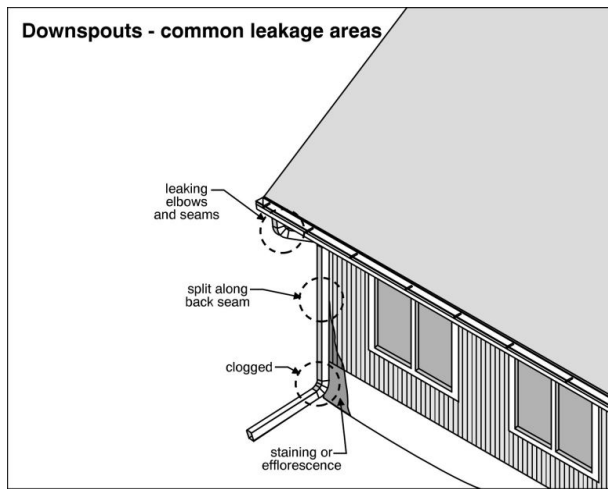 Downspouts - common leakage areas
leaking
elbows
and seams
split along
back seam
clogged
staining or
efflorescence